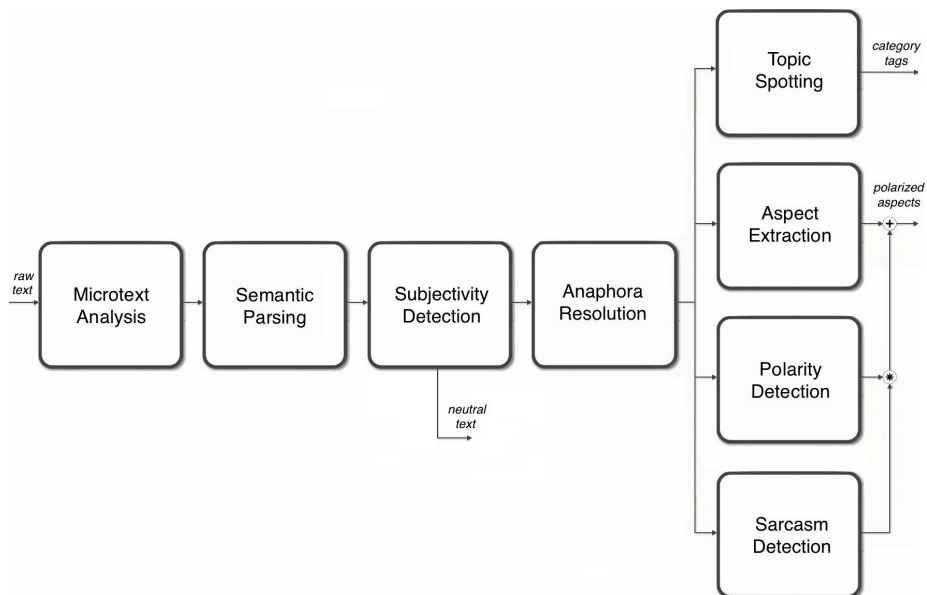 raw
text
Microtext
Analysis
Semantic
Parsing
Subjectivity
Detection
neutral
text
Anaphora
Resolution
Topic
Spotting
category
tags
Aspect
Extraction
polarized
aspects
+
Polarity
Detection
*
Sarcasm
Detection